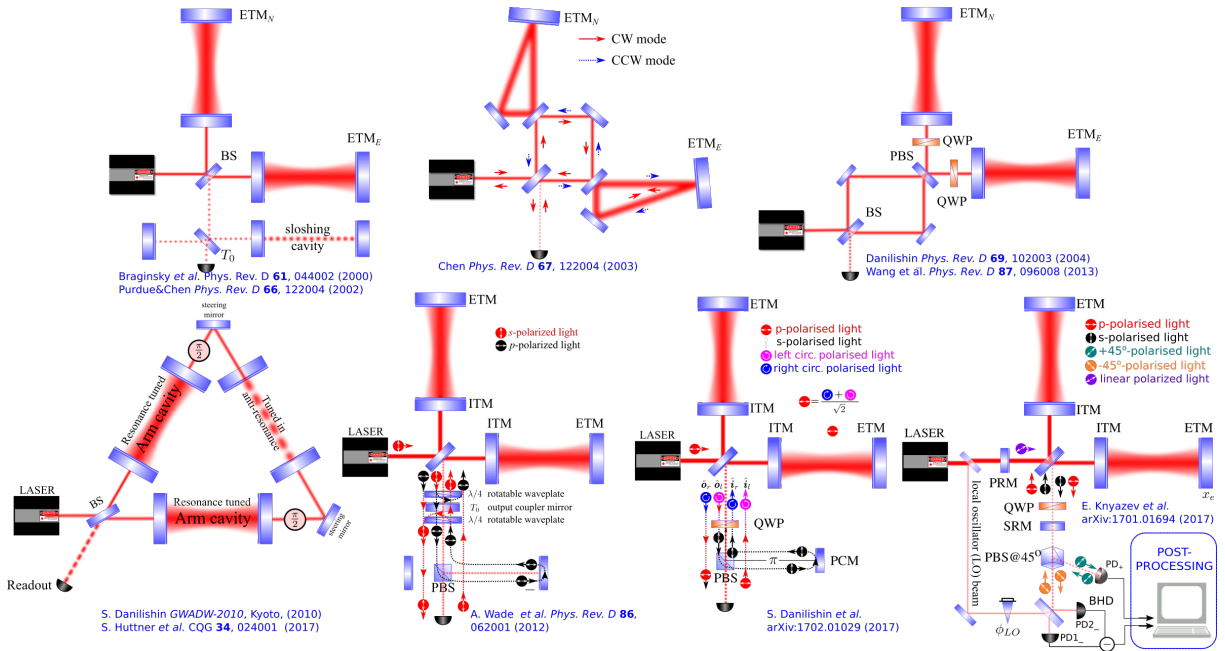 ETM_N
BS
ETM_E
T_0
sloshing
cavity
Braginsky et al. Phys. Rev. D 61, 044002 (2000)
Purdue&Chen Phys. Rev. D 66, 122004 (2002)
ETM_N
CW mode
CCW mode
ETM_E
Chen Phys. Rev. D 67, 122004 (2003)
ETM_N
QWP
PBS
ETM_E
QWP
BS
Danilishin Phys. Rev. D 69, 102003 (2004)
Wang et ál. Phys. Rev. D 87, 096008 (2013)
steering
mirror
π/2
Resonance tuned
Arm cavity
Tuned in
anti-resonance
LASER
BS
Resonance tuned
Arm cavity
π/2
steering
mirror
Readout
S. Danilishin GWADW-2010, Kyoto, (2010)
S. Huttner et al. CQG 34, 024001 (2017)
ETM
s-polarized light
p-polarized light
ITM
LASER
ITM
ETM
λ/4 rotatable waveplate
T_0 output coupler mirror
λ/4 rotatable waveplate
PBS
−
A. Wade et al. Phys. Rev. D 86,
062001 (2012)
ETM
p-polarised light
s-polarised light
left circ. polarised light
right circ. polarised light
ITM
= + / √2
LASER
ITM
ETM
ô_r ô_l î_r î_l
QWP
π
PBS
PCM
S. Danilishin et al.
arXiv:1702.01029 (2017)
ETM
p-polarised light
s-polarised light
+45°-polarised light
-45°-polarised light
linear polarized light
ITM
LASER
ITM
ETM
PRM
x_e
local oscillator (LO) beam
QWP
SRM
E. Knyazev et al.
arXiv:1701.01694 (2017)
PBS@45°
PD_+
POST-
PROCESSING
BHD
PD2_-
ϕ_LO
PD1_-
−